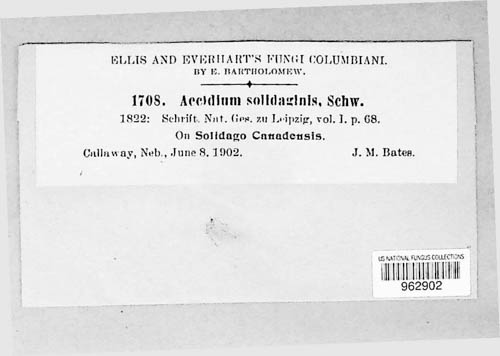 ELLIS AND EVERHART'S FUNGI COLUMBIANI.
BY E. BARTHOLOMEW.
1708. Aecidium solidaginis, Schw.
1822: Schrift. Nat. Ges. zu Leipzig, vol. I. p. 68.
On Solidago Canadensis.
Callaway, Neb., June 8, 1902. J. M. Bates.
US NATIONAL FUNGUS COLLECTIONS
962902